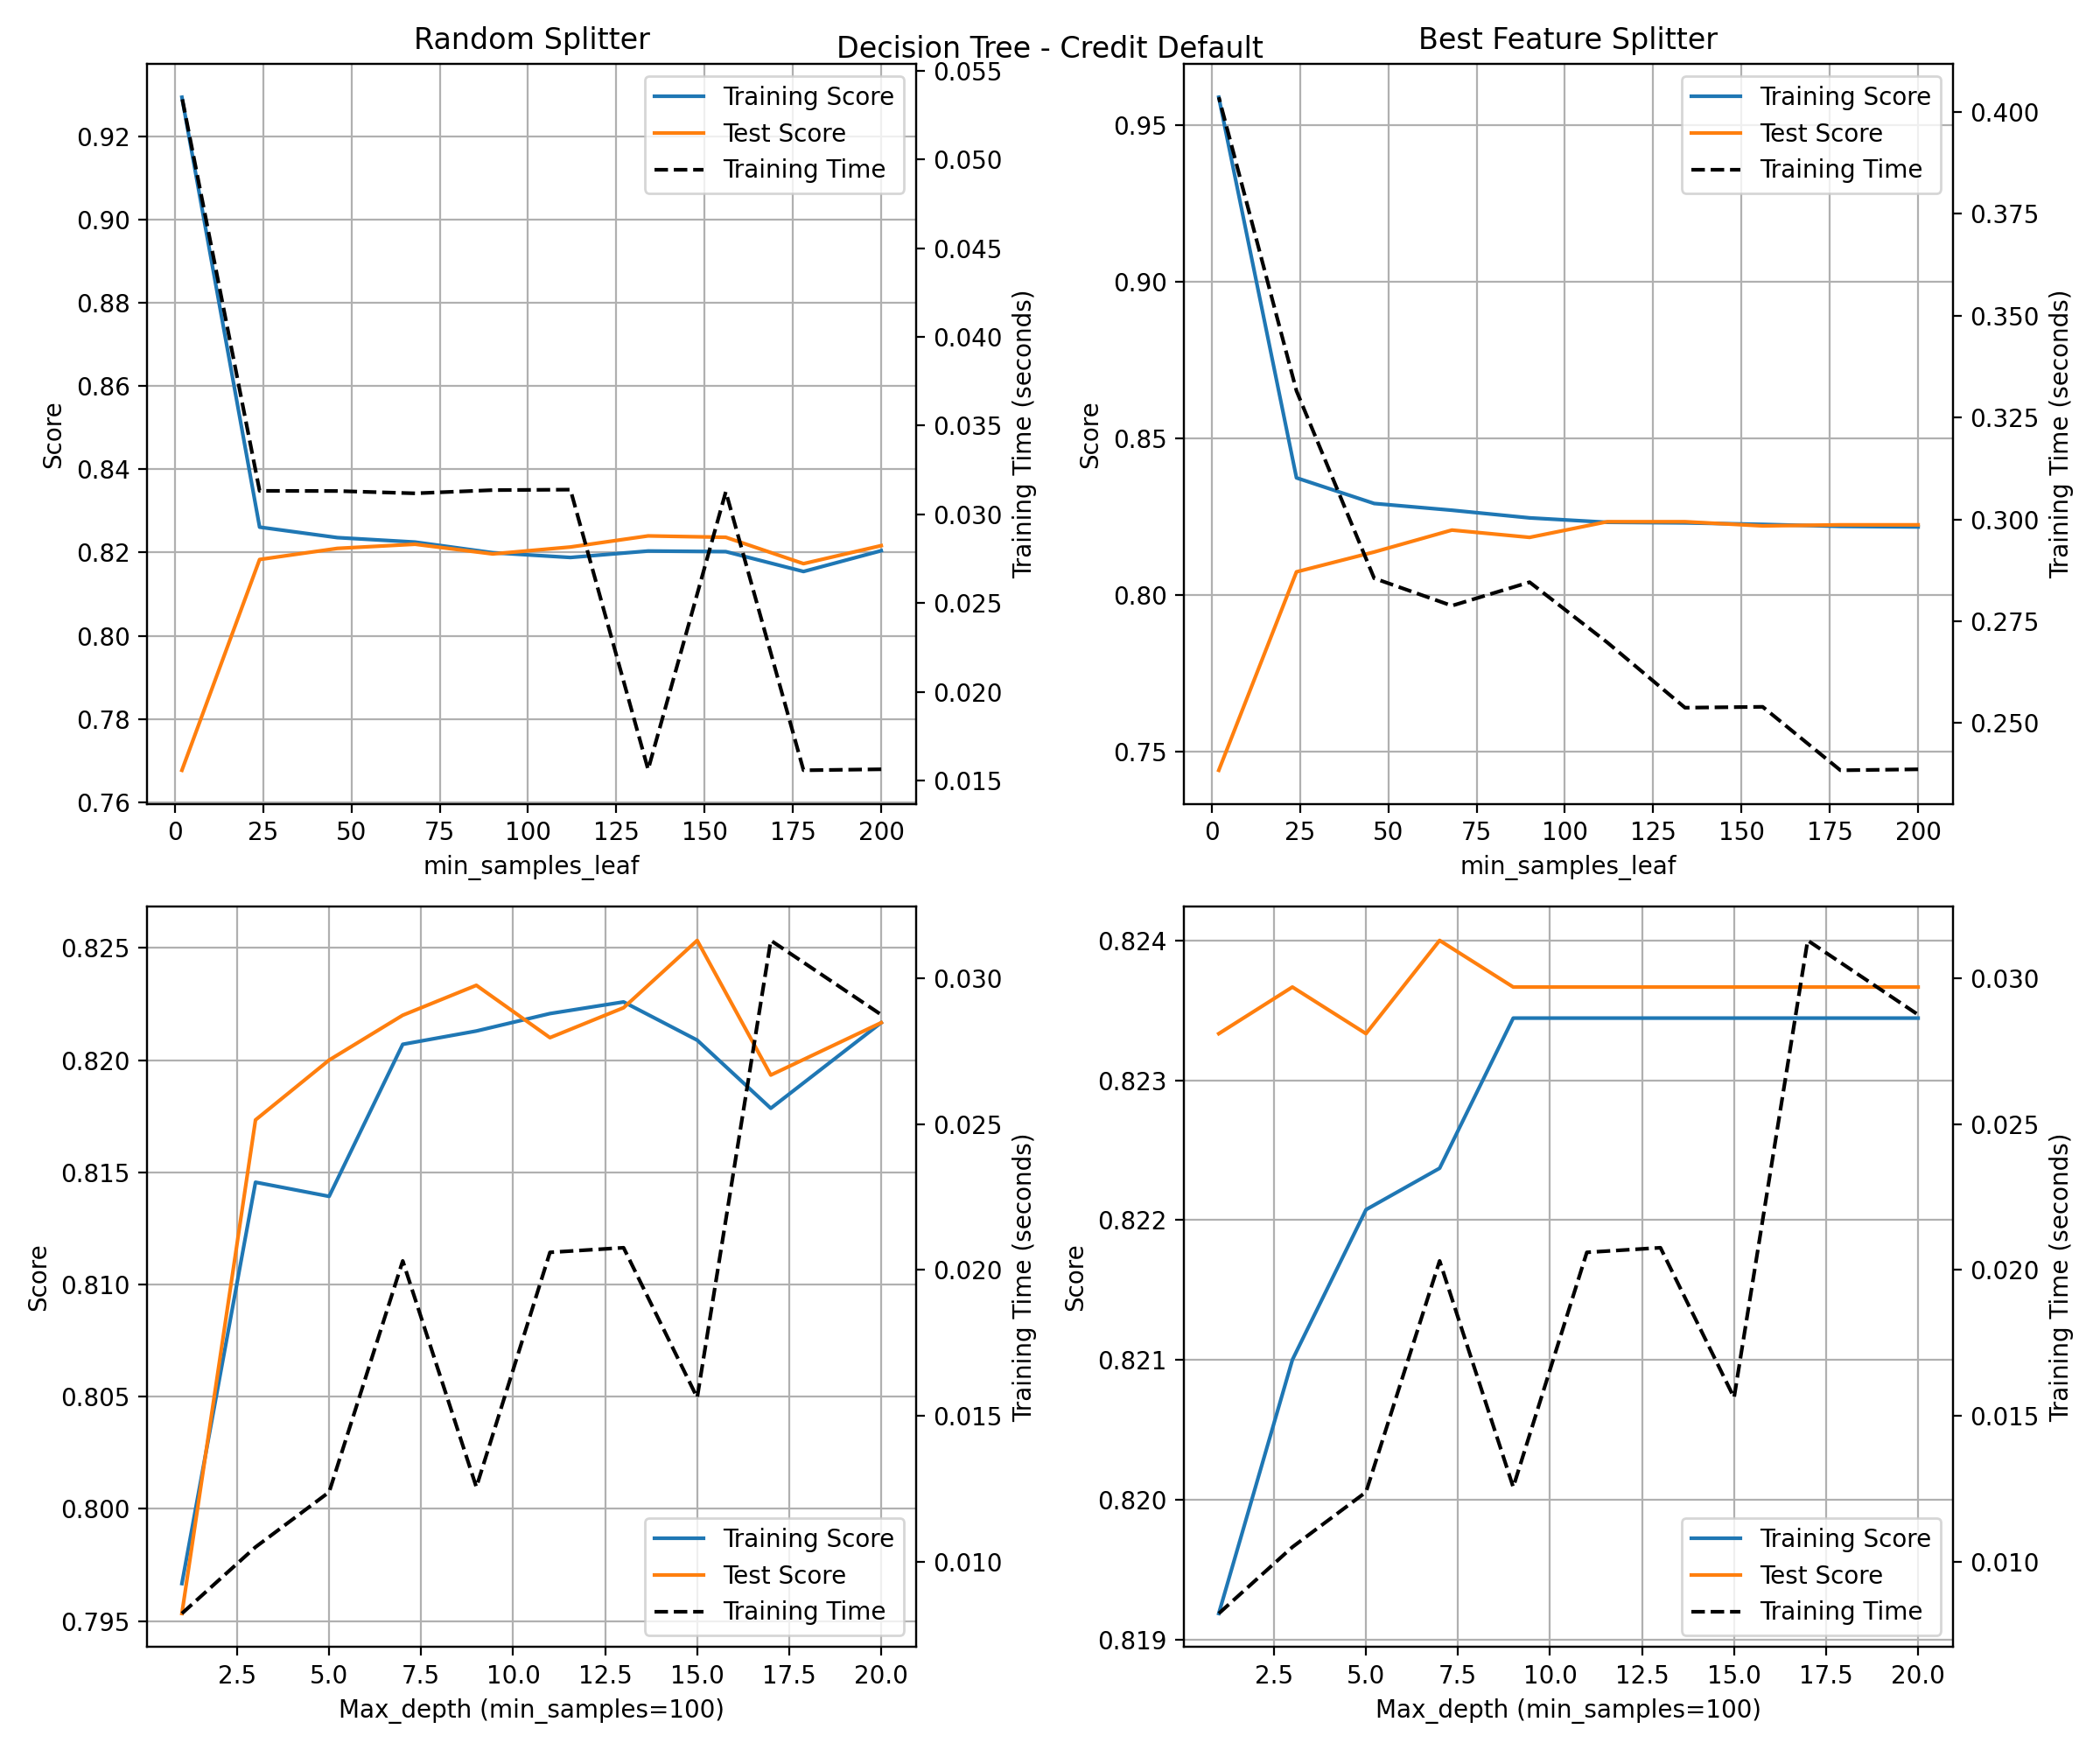 Decision Tree - Credit Default
Random Splitter
Score
0.92
0.90
0.88
0.86
0.84
0.82
0.80
0.78
0.76
Training Score
Test Score
Training Time
0.055
0.050
0.045
0.040
0.035
0.030
0.025
0.020
0.015
Training Time (seconds)
0 25 50 75 100 125 150 175 200
min_samples_leaf
Best Feature Splitter
Score
0.95
0.90
0.85
0.80
0.75
Training Score
Test Score
Training Time
0.400
0.375
0.350
0.325
0.300
0.275
0.250
Training Time (seconds)
0 25 50 75 100 125 150 175 200
min_samples_leaf
Score
0.825
0.820
0.815
0.810
0.805
0.800
0.795
Training Score
Test Score
Training Time
0.030
0.025
0.020
0.015
0.010
Training Time (seconds)
2.5 5.0 7.5 10.0 12.5 15.0 17.5 20.0
Max_depth (min_samples=100)
Score
0.824
0.823
0.822
0.821
0.820
0.819
Training Score
Test Score
Training Time
0.030
0.025
0.020
0.015
0.010
Training Time (seconds)
2.5 5.0 7.5 10.0 12.5 15.0 17.5 20.0
Max_depth (min_samples=100)